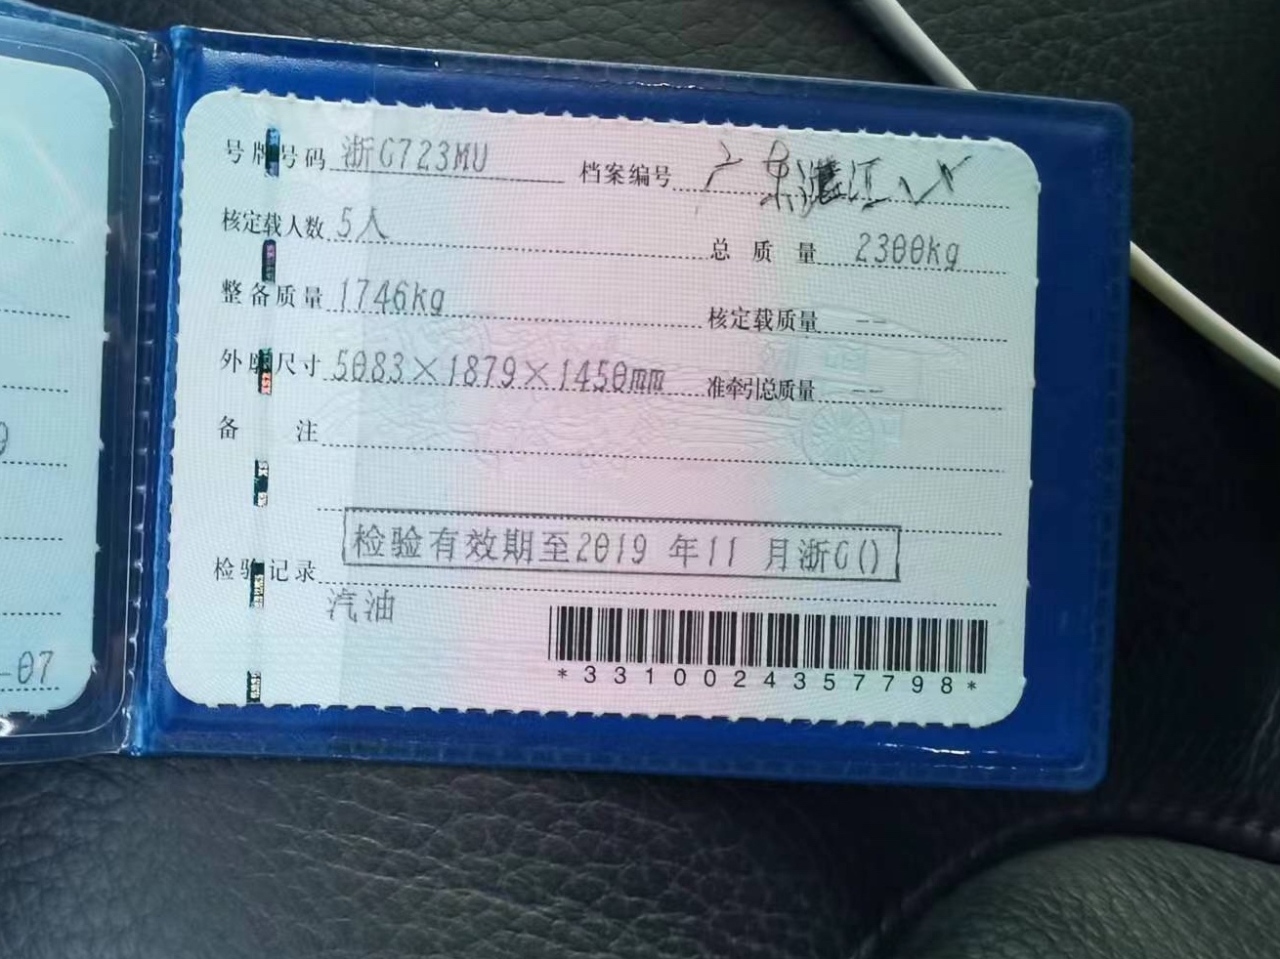 号牌号码 浙G723MU 档案编号 广东湛江
核定载人数 5人 总质量 2300kg
整备质量 1746kg 核定载质量 --
外廓尺寸 5083×1879×1450mm 准牵引总质量 --
备注
检验有效期至2019年11月浙G()
检验记录
汽油
*3310024357798*
9
-07